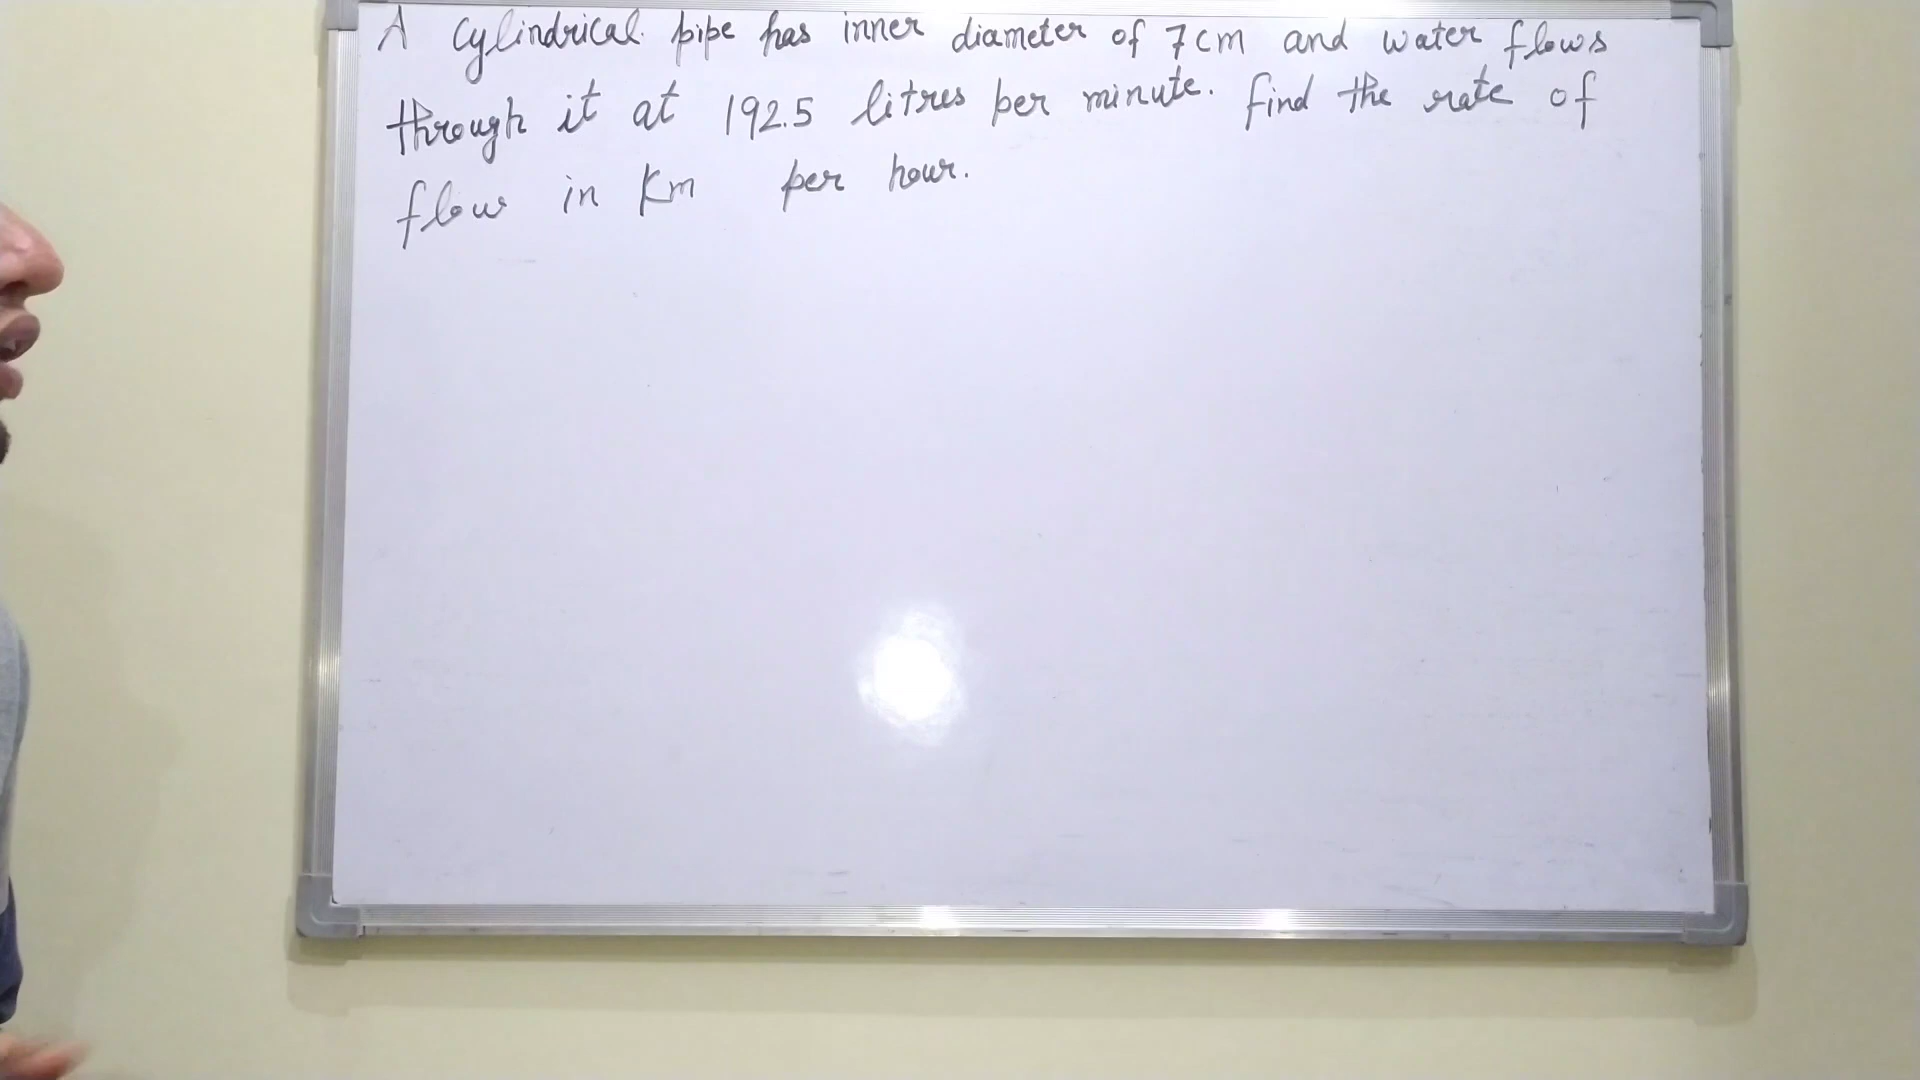 A cylindrical pipe has inner diameter of 7cm and water flows
through it at 192.5 litres per minute. find the rate of
flow in Km per hour.